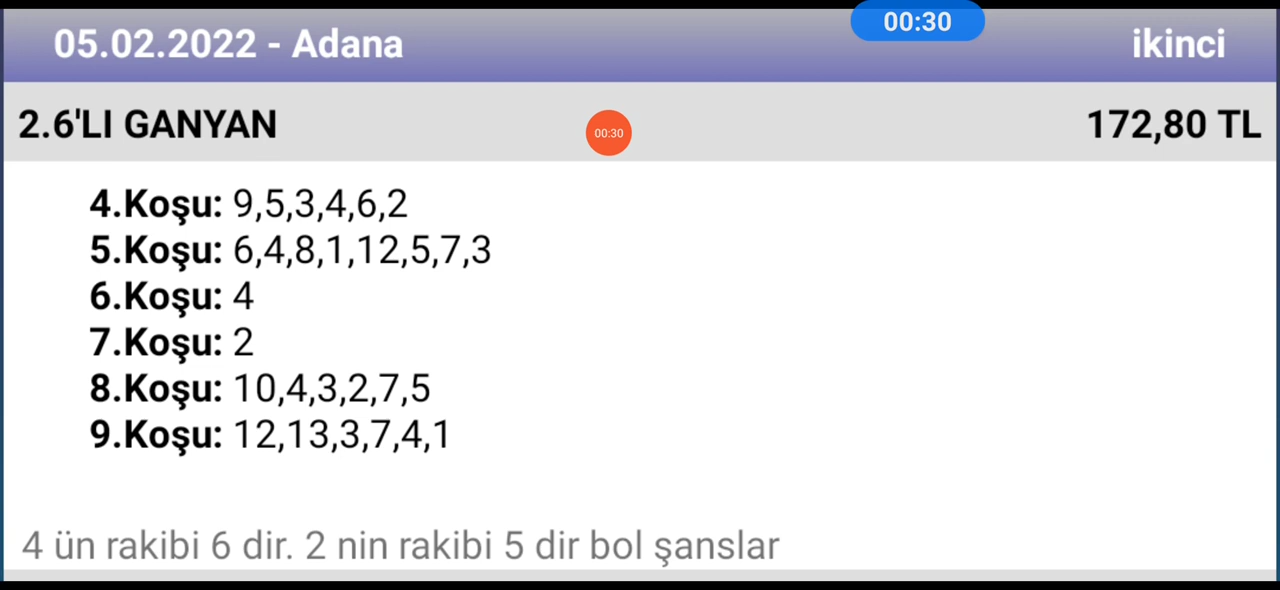 00:30
05.02.2022 - Adana ikinci
2.6'LI GANYAN 00:30 172,80 TL
4.Koşu: 9,5,3,4,6,2
5.Koşu: 6,4,8,1,12,5,7,3
6.Koşu: 4
7.Koşu: 2
8.Koşu: 10,4,3,2,7,5
9.Koşu: 12,13,3,7,4,1
4 ün rakibi 6 dir. 2 nin rakibi 5 dir bol şanslar